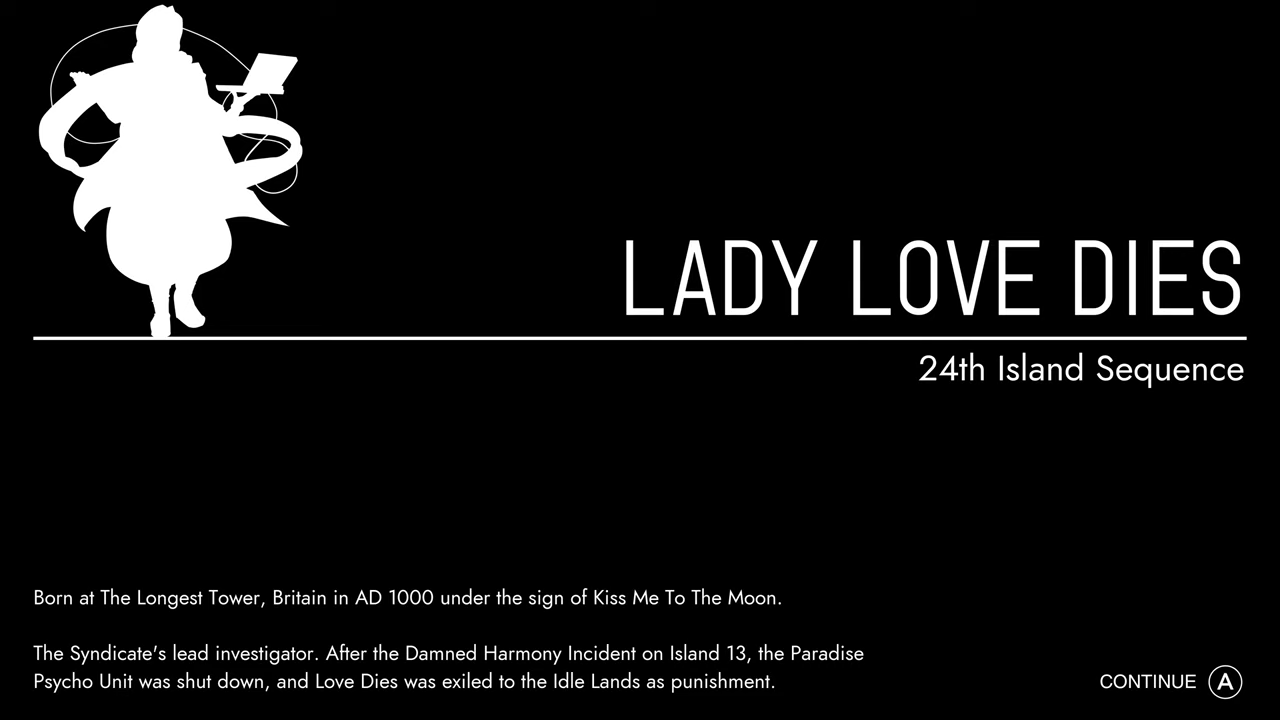 LADY LOVE DIES
24th Island Sequence
Born at The Longest Tower, Britain in AD 1000 under the sign of Kiss Me To The Moon.
The Syndicate's lead investigator. After the Damned Harmony Incident on Island 13, the Paradise
Psycho Unit was shut down, and Love Dies was exiled to the Idle Lands as punishment.
CONTINUE A